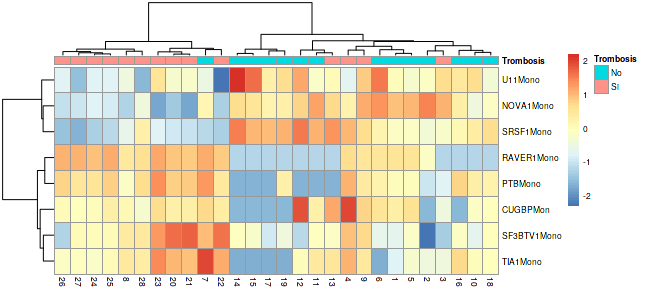 Trombosis
U11Mono
NOVA1Mono
SRSF1Mono
RAVER1Mono
PTBMono
CUGBPMon
SF3BTV1Mono
TIA1Mono
26 27 24 25 8 28 23 20 21 7 22 14 15 17 19 12 11 13 4 9 6 1 5 2 3 16 10 18
2
1
0
-1
-2
Trombosis
No
SI